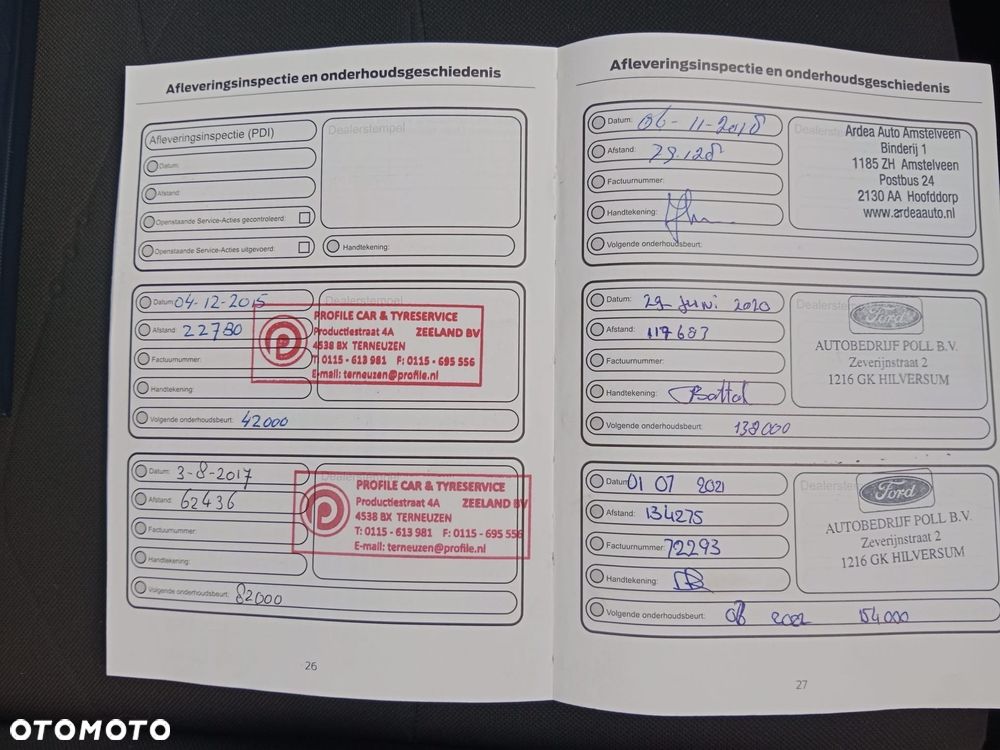 Afleveringsinspectie en onderhoudsgeschiedenis
Afleveringsinspectie (PDI)
Datum:
Afstand:
Openstaande Service-Acties gecontroleerd:
Openstaande Service-Acties uitgevoerd:
Dealerstempel
Handtekening:
Datum: 04-12-2015
Afstand: 22780
Factuurnummer:
Handtekening:
Volgende onderhoudsbeurt: 42000
Dealerstempel
PROFILE CAR & TYRESERVICE
Productiestraat 4A ZEELAND BV
4538 BX TERNEUZEN
T: 0115 - 613 981 F: 0115 - 695 556
E-mail: terneuzen@profile.nl
Datum: 3-8-2017
Afstand: 62436
Factuurnummer:
Handtekening:
Volgende onderhoudsbeurt: 82000
Dealerstempel
PROFILE CAR & TYRESERVICE
Productiestraat 4A ZEELAND BV
4538 BX TERNEUZEN
T: 0115 - 613 981 F: 0115 - 695 556
E-mail: terneuzen@profile.nl
26
Afleveringsinspectie en onderhoudsgeschiedenis
Datum: 06-11-2018
Afstand: 79.128
Factuurnummer:
Handtekening:
Volgende onderhoudsbeurt:
Ardea Auto Amstelveen
Binderij 1
1185 ZH Amstelveen
Postbus 24
2130 AA Hoofddorp
www.ardeaauto.nl
Datum: 29 juni 2020
Afstand: 117683
Factuurnummer:
Handtekening:
Volgende onderhoudsbeurt: 138000
Ford
AUTOBEDRIJF POLL B.V.
Zeverijnstraat 2
1216 GK HILVERSUM
Datum: 01 07 2021
Afstand: 134275
Factuurnummer: 72293
Handtekening:
Volgende onderhoudsbeurt: 2022 154000
Ford
AUTOBEDRIJF POLL B.V.
Zeverijnstraat 2
1216 GK HILVERSUM
27
OTOMOTO